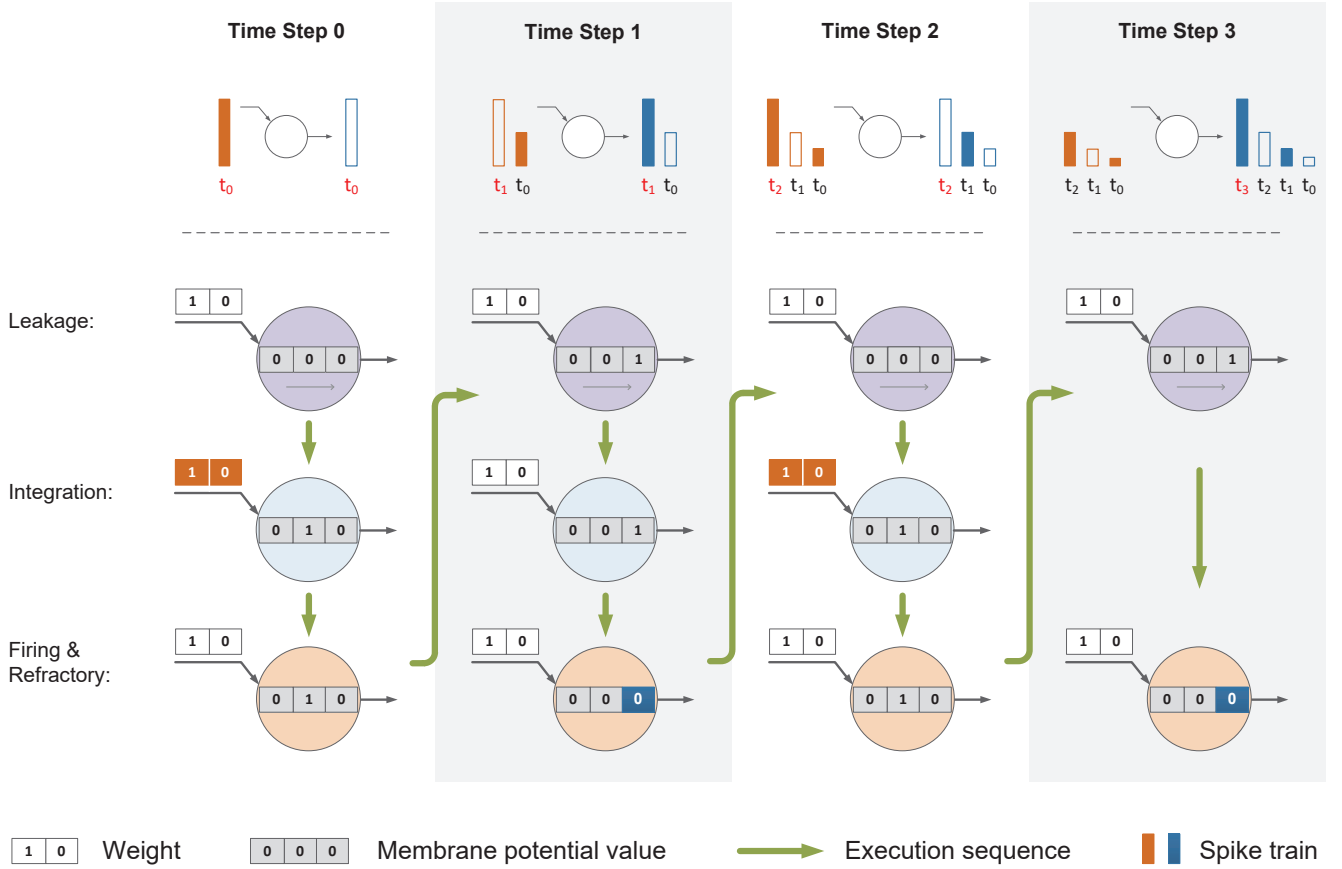 Time Step 0 Time Step 1 Time Step 2 Time Step 3
t0 t0 t1 t0 t1 t0 t2 t1 t0 t2 t1 t0 t2 t1 t0 t3 t2 t1 t0
1 0 1 0 1 0 1 0
Leakage:
0 0 0 0 0 1 0 0 0 0 0 1
1 0 1 0 1 0
Integration:
0 1 0 0 0 1 0 1 0
1 0 1 0 1 0 1 0
Firing &
Refractory:
0 1 0 0 0 0 0 1 0 0 0 0
1 0 Weight 0 0 0 Membrane potential value Execution sequence Spike train